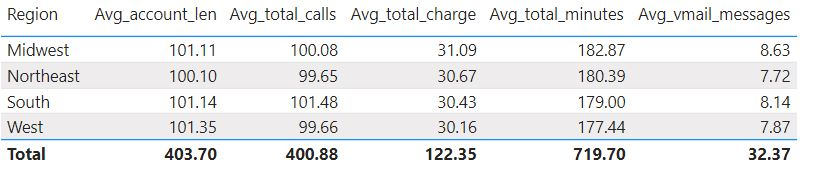 Region Avg_account_len Avg_total_calls Avg_total_charge Avg_total_minutes Avg_vmail_messages
Midwest 101.11 100.08 31.09 182.87 8.63
Northeast 100.10 99.65 30.67 180.39 7.72
South 101.14 101.48 30.43 179.00 8.14
West 101.35 99.66 30.16 177.44 7.87
Total 403.70 400.88 122.35 719.70 32.37